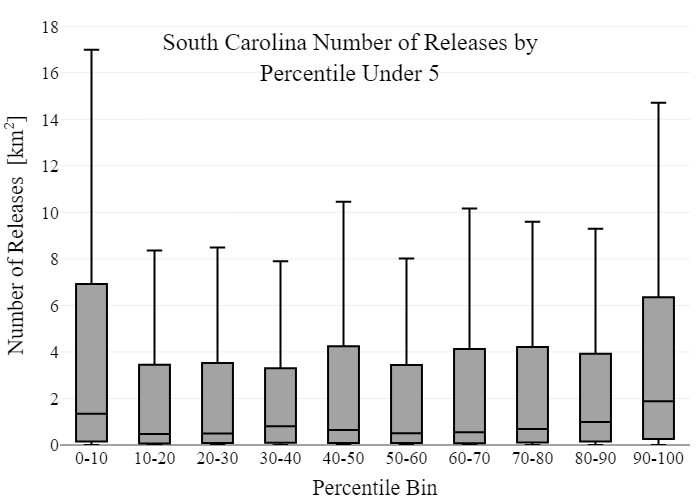 South Carolina Number of Releases by
Percentile Under 5
Number of Releases [km²]
18
16
14
12
10
8
6
4
2
0
0-10 10-20 20-30 30-40 40-50 50-60 60-70 70-80 80-90 90-100
Percentile Bin